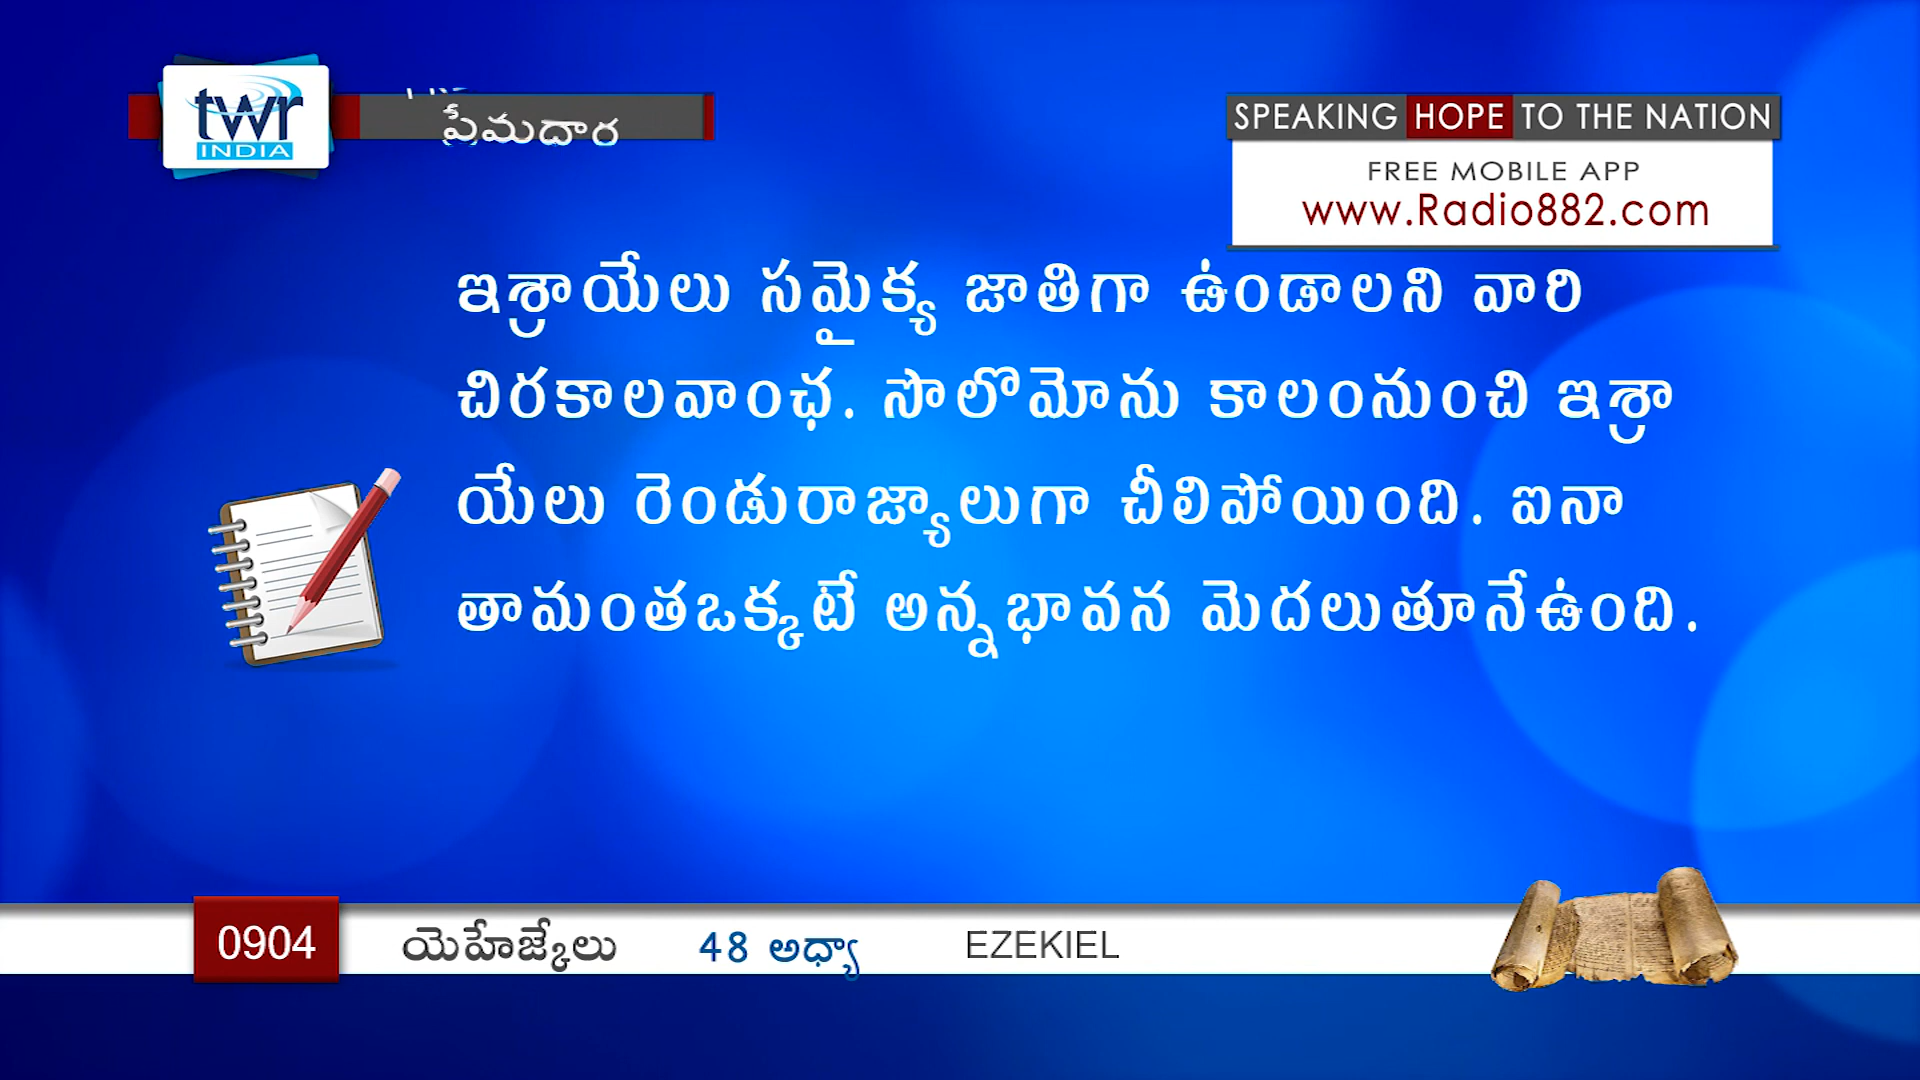 twr
INDIA
ప్రేమధార
SPEAKING HOPE TO THE NATION
FREE MOBILE APP
www.Radio882.com
ఇశ్రాయేలు సమైక్య జాతిగా ఉండాలని వారి
చిరకాలవాంఛ. సొలొమోను కాలంనుంచి ఇశ్రా
యేలు రెండురాజ్యాలుగా చీలిపోయింది. ఐనా
తామంతఒక్కటే అన్నభావన మెదలుతూనేఉంది.
0904 యెహేజ్కేలు 48 అధ్యా EZEKIEL